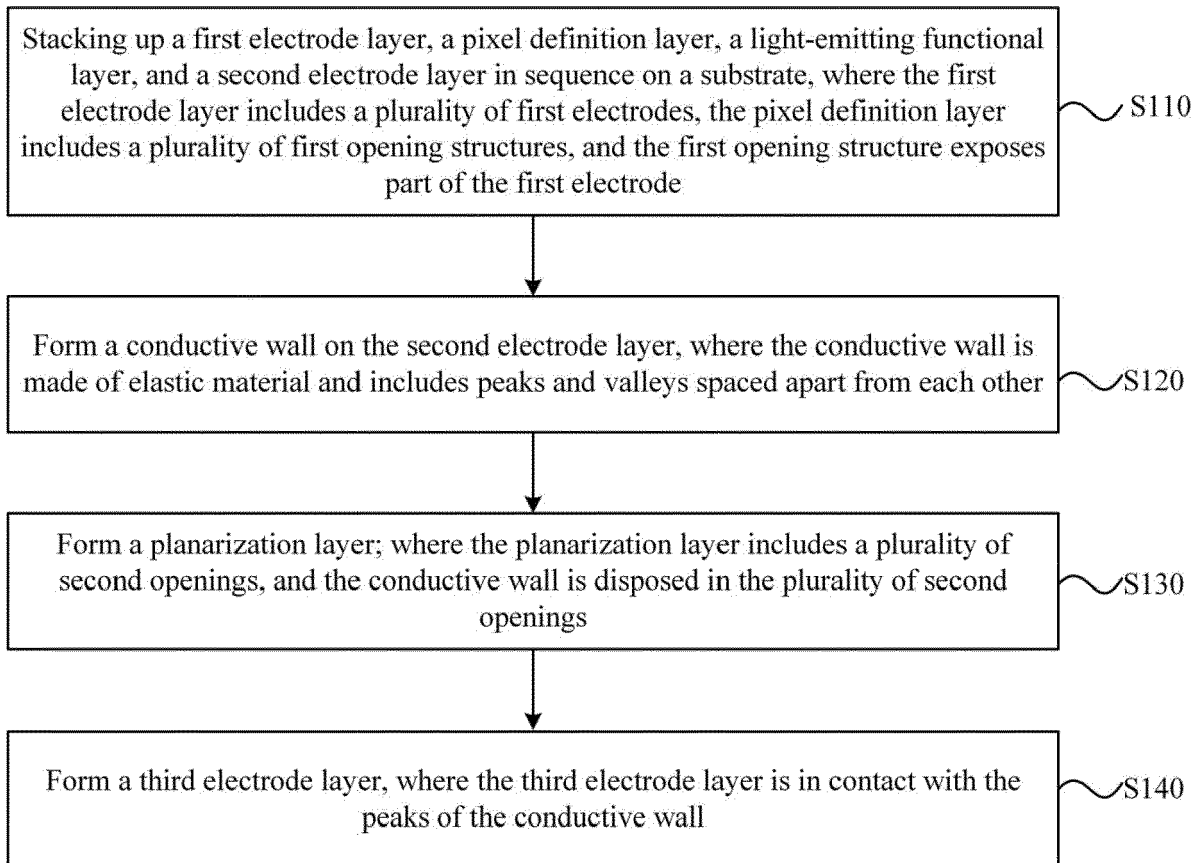 Stacking up a first electrode layer, a pixel definition layer, a light-emitting functional
layer, and a second electrode layer in sequence on a substrate, where the first
electrode layer includes a plurality of first electrodes, the pixel definition layer
includes a plurality of first opening structures, and the first opening structure exposes
part of the first electrode
S110
Form a conductive wall on the second electrode layer, where the conductive wall is
made of elastic material and includes peaks and valleys spaced apart from each other
S120
Form a planarization layer; where the planarization layer includes a plurality of
second openings, and the conductive wall is disposed in the plurality of second
openings
S130
Form a third electrode layer, where the third electrode layer is in contact with the
peaks of the conductive wall
S140